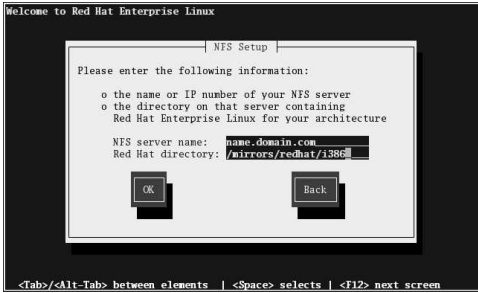 Welcome to Red Hat Enterprise Linux
NFS Setup
Please enter the following information:
o the name or IP number of your NFS server
o the directory on that server containing
Red Hat Enterprise Linux for your architecture
NFS server name: name.domain.com
Red Hat directory: /mirrors/redhat/i386
OK Back
<Tab>/<Alt-Tab> between elements | <Space> selects | <F12> next screen